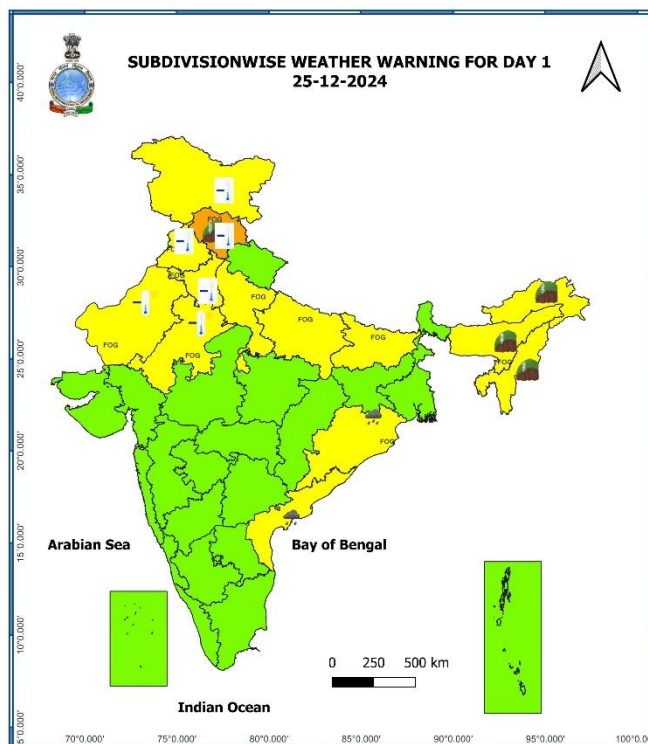 SUBDIVISIONWISE WEATHER WARNING FOR DAY 1
25-12-2024
40°0.000'
35°0.000'
30°0.000'
25°0.000'
20°0.000'
15°0.000'
10°0.000'
5°0.000'
FOG
FOG
FOG
FOG
FOG
FOG
FOG
FOG
FOG
Arabian Sea
Bay of Bengal
0 250 500 km
Indian Ocean
70°0.000' 75°0.000' 80°0.000' 85°0.000' 90°0.000' 95°0.000' 100°0.00